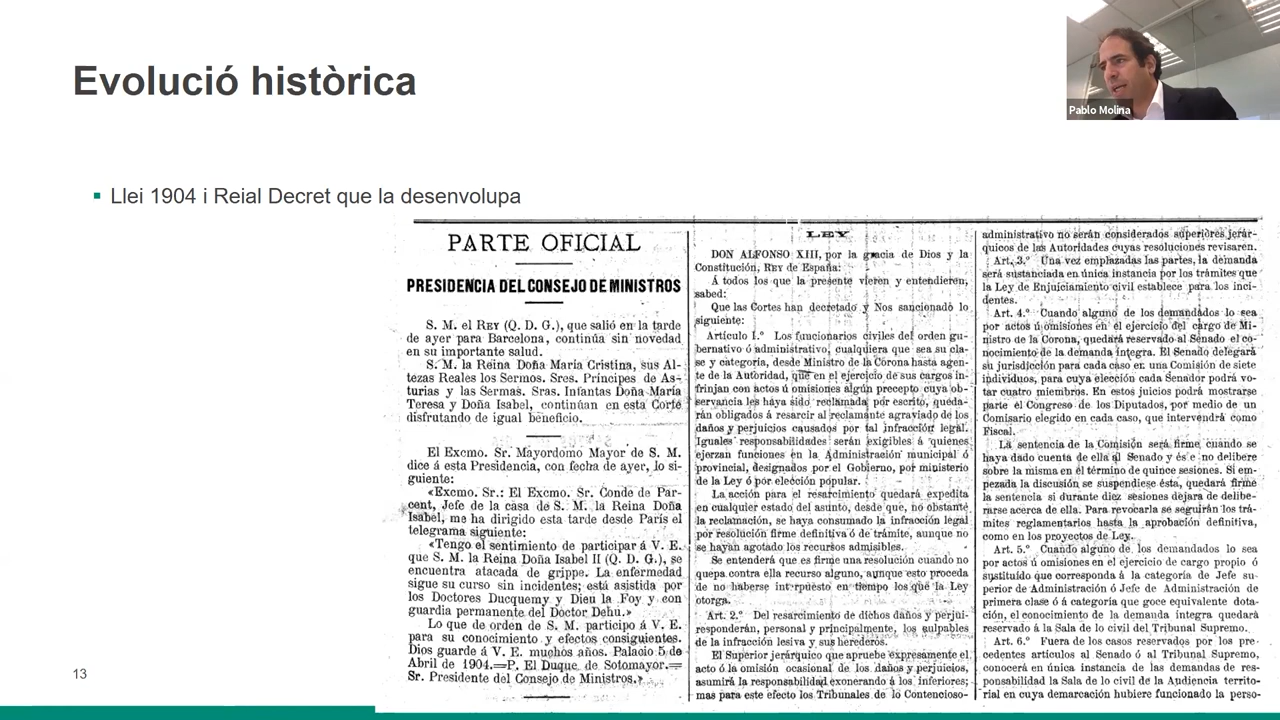 Evolució històrica
Pablo Molina
Llei 1904 i Reial Decret que la desenvolupa
PARTE OFICIAL
PRESIDENCIA DEL CONSEJO DE MINISTROS
S. M. el REY (Q. D. G.), que salió en la tarde
de ayer para Barcelona, continúa sin novedad
en su importante salud.
S. M. la Reina Doña María Cristina, sus Al-
tezas Reales los Sermos. Sres. Príncipes de As-
turias y las Sermas. Sras. Infantas Doña María
Teresa y Doña Isabel, continúan en esta Corte
disfrutando de igual beneficio.
El Excmo. Sr. Mayordomo Mayor de S. M.
dice á esta Presidencia, con fecha de ayer, lo si-
guiente:
«Excmo. Sr.: El Excmo. Sr. Conde de Par-
cent, Jefe de la casa de S. M. la Reina Doña
Isabel, me ha dirigido esta tarde desde París el
telegrama siguiente:
«Tengo el sentimiento de participar á V. E.
que S. M. la Reina Doña Isabel II (Q. D. G.), se
encuentra atacada de grippe. La enfermedad
sigue su curso sin incidentes; está asistida por
los Doctores Ducquemy y Dieu la Foy y con
guardia permanente del Doctor Dehu.»
Lo que de orden de S. M. participo á V. E.
para su conocimiento y efectos consiguientes.
Dios guarde á V. E. muchos años. Palacio 5 de
Abril de 1904.=P. El Duque de Sotomayor.=
Sr. Presidente del Consejo de Ministros.»
LEY
DON ALFONSO XIII, por la gracia de Dios y la
Constitución, REY de España:
Á todos los que la presente vieren y entendieren,
sabed:
Que las Cortes han decretado y Nos sancionado lo
siguiente:
Artículo 1.º Los funcionarios civiles del orden gu-
bernativo ó administrativo, cualquiera que sea su cla-
se y categoría, desde Ministro de la Corona hasta agen-
te de la Autoridad, que en el ejercicio de sus cargos in-
frinjan con actos ú omisiones algún precepto cuya ob-
servancia les haya sido reclamada por escrito, queda-
rán obligados á resarcir al reclamante agraviado de los
daños y perjuicios causados por tal infracción legal.
Iguales responsabilidades serán exigibles á quienes
ejerzan funciones en la Administración municipal ó
provincial, designados por el Gobierno, por ministerio
de la Ley ó por elección popular.
La acción para el resarcimiento quedará expedita
en cualquier estado del asunto, desde que, no obstante
la reclamación, se haya consumado la infracción legal
por resolución firme definitiva ó de trámite, aunque no
se hayan agotado los recursos admisibles.
Se entenderá que es firme una resolución cuando no
quepa contra ella recurso alguno, aunque esto proceda
de no haberse interpuesto en tiempo los que la Ley
otorga.
Art. 2.º Del resarcimiento de dichos daños y perjui-
responderán, personal y principalmente, los culpables
de la infracción lesiva y sus herederos.
El Superior jerárquico que apruebe expresamente el
acto ó la omisión ocasional de los daños y perjuicios,
asumirá la responsabilidad exonerando á los inferiores;
mas para este efecto los Tribunales de lo Contencioso-
administrativo no serán considerados superiores jerár-
quicos de las Autoridades cuyas resoluciones revisaren.
Art. 3.º Una vez emplazadas las partes, la demanda
será sustanciada en única instancia por los trámites que
la Ley de Enjuiciamiento civil establece para los inci-
dentes.
Art. 4.º Cuando alguno de los demandados lo sea
por actos ú omisiones en el ejercicio del cargo de Mi-
nistro de la Corona, quedará reservado al Senado el co-
nocimiento de la demanda íntegra. El Senado delegará
su jurisdicción para cada caso en una Comisión de siete
individuos, para cuya elección cada Senador podrá vo-
tar cuatro miembros. En estos juicios podrá mostrarse
parte el Congreso de los Diputados, por medio de un
Comisario elegido en cada caso, que intervendrá como
Fiscal.
La sentencia de la Comisión será firme cuando se
haya dado cuenta de ella al Senado y és e no delibere
sobre la misma en el término de quince sesiones. Si em-
pezada la discusión se suspendiese ésta, quedará firme
la sentencia si durante diez sesiones dejara de delibe-
rarse acerca de ella. Para revocarla se seguirán los trá-
mites reglamentarios hasta la aprobación definitiva,
como en los proyectos de Ley.
Art. 5.º Cuando alguno de los demandados lo sea
por actos ú omisiones en el ejercicio de cargo propio ó
sustituído que corresponda á la categoría de Jefe su-
perior de Administración ó Jefe de Administración de
primera clase ó á categoría que goce equivalente dota-
ción, el conocimiento de la demanda íntegra quedará
reservado á la Sala de lo civil del Tribunal Supremo.
Art. 6.º Fuera de los casos reservados por los pre-
cedentes artículos al Senado ó al Tribunal Supremo,
conocerá en única instancia de las demandas de res-
ponsabilidad la Sala de lo civil de la Audiencia territo-
rial en cuya demarcación hubiere funcionado la perso-
13